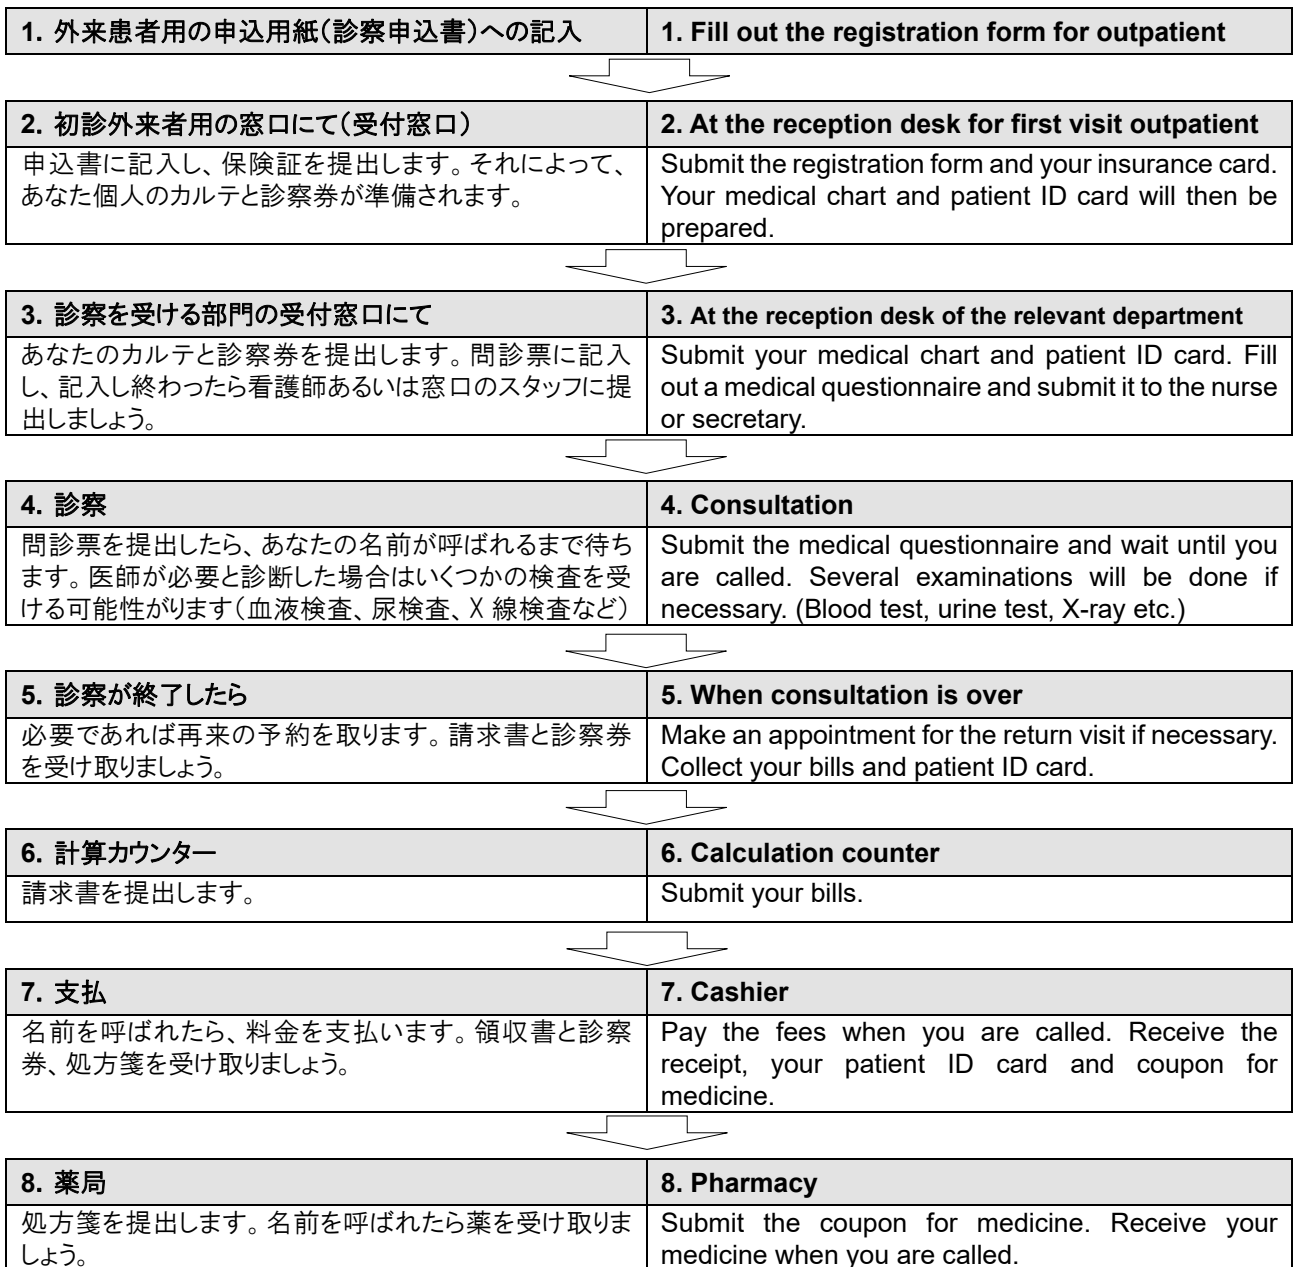 1. 外来患者用の申込用紙（診察申込書）への記入
1. Fill out the registration form for outpatient
2. 初診外来者用の窓口にて（受付窓口）
2. At the reception desk for first visit outpatient
申込書に記入し、保険証を提出します。それによって、
あなた個人のカルテと診察券が準備されます。
Submit the registration form and your insurance card.
Your medical chart and patient ID card will then be
prepared.
3. 診察を受ける部門の受付窓口にて
3. At the reception desk of the relevant department
あなたのカルテと診察券を提出します。問診票に記入
し、記入し終わったら看護師あるいは窓口のスタッフに提
出しましょう。
Submit your medical chart and patient ID card. Fill
out a medical questionnaire and submit it to the nurse
or secretary.
4. 診察
4. Consultation
問診票を提出したら、あなたの名前が呼ばれるまで待ち
ます。医師が必要と診断した場合はいくつかの検査を受
ける可能性がります（血液検査、尿検査、X 線検査など）
Submit the medical questionnaire and wait until you
are called. Several examinations will be done if
necessary. (Blood test, urine test, X-ray etc.)
5. 診察が終了したら
5. When consultation is over
必要であれば再来の予約を取ります。請求書と診察券
を受け取りましょう。
Make an appointment for the return visit if necessary.
Collect your bills and patient ID card.
6. 計算カウンター
6. Calculation counter
請求書を提出します。
Submit your bills.
7. 支払
7. Cashier
名前を呼ばれたら、料金を支払います。領収書と診察
券、処方箋を受け取りましょう。
Pay the fees when you are called. Receive the
receipt, your patient ID card and coupon for
medicine.
8. 薬局
8. Pharmacy
処方箋を提出します。名前を呼ばれたら薬を受け取りま
しょう。
Submit the coupon for medicine. Receive your
medicine when you are called.